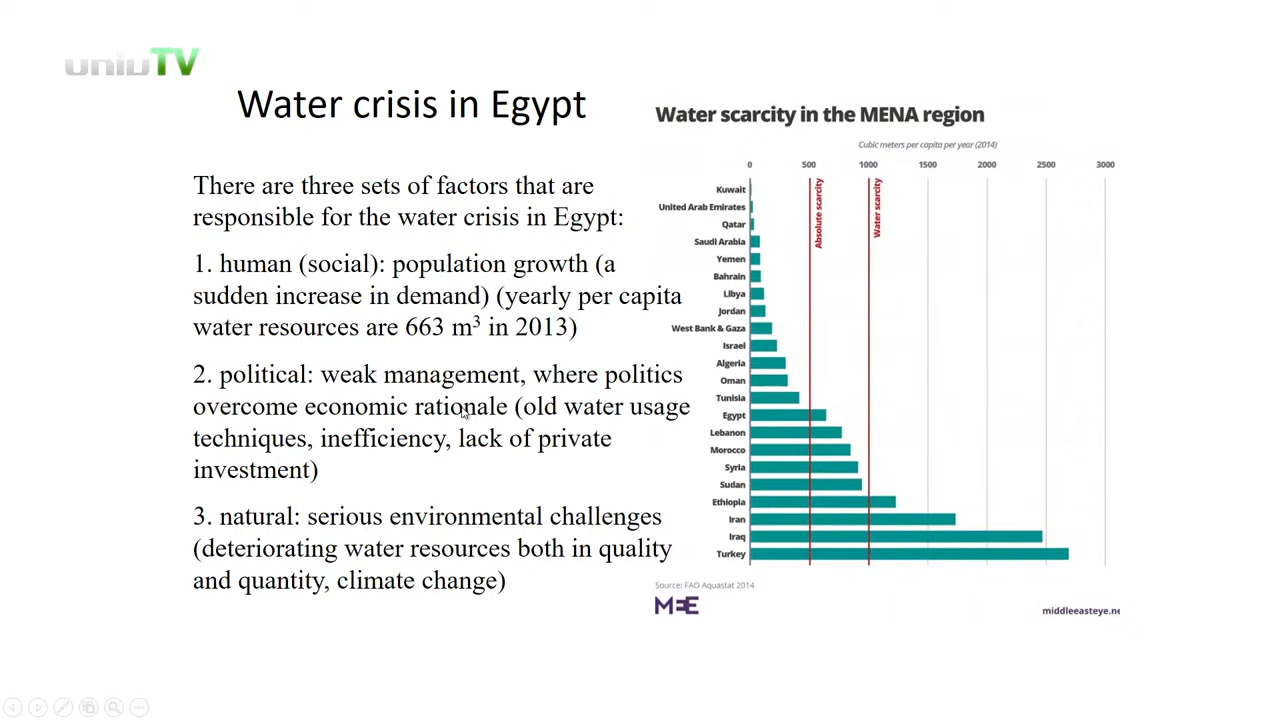 uniuTV
Water crisis in Egypt
There are three sets of factors that are
responsible for the water crisis in Egypt:
1. human (social): population growth (a
sudden increase in demand) (yearly per capita
water resources are 663 m³ in 2013)
2. political: weak management, where politics
overcome economic rationale (old water usage
techniques, inefficiency, lack of private
investment)
3. natural: serious environmental challenges
(deteriorating water resources both in quality
and quantity, climate change)
Water scarcity in the MENA region
Cubic meters per capita per year (2014)
0 500 1000 1500 2000 2500 3000
Absolute scarcity
Water scarcity
Kuwait
United Arab Emirates
Qatar
Saudi Arabia
Yemen
Bahrain
Libya
Jordan
West Bank & Gaza
Israel
Algeria
Oman
Tunisia
Egypt
Lebanon
Morocco
Syria
Sudan
Ethiopia
Iran
Iraq
Turkey
Source: FAO Aquastat 2014
MEE
middleeasteye.ne